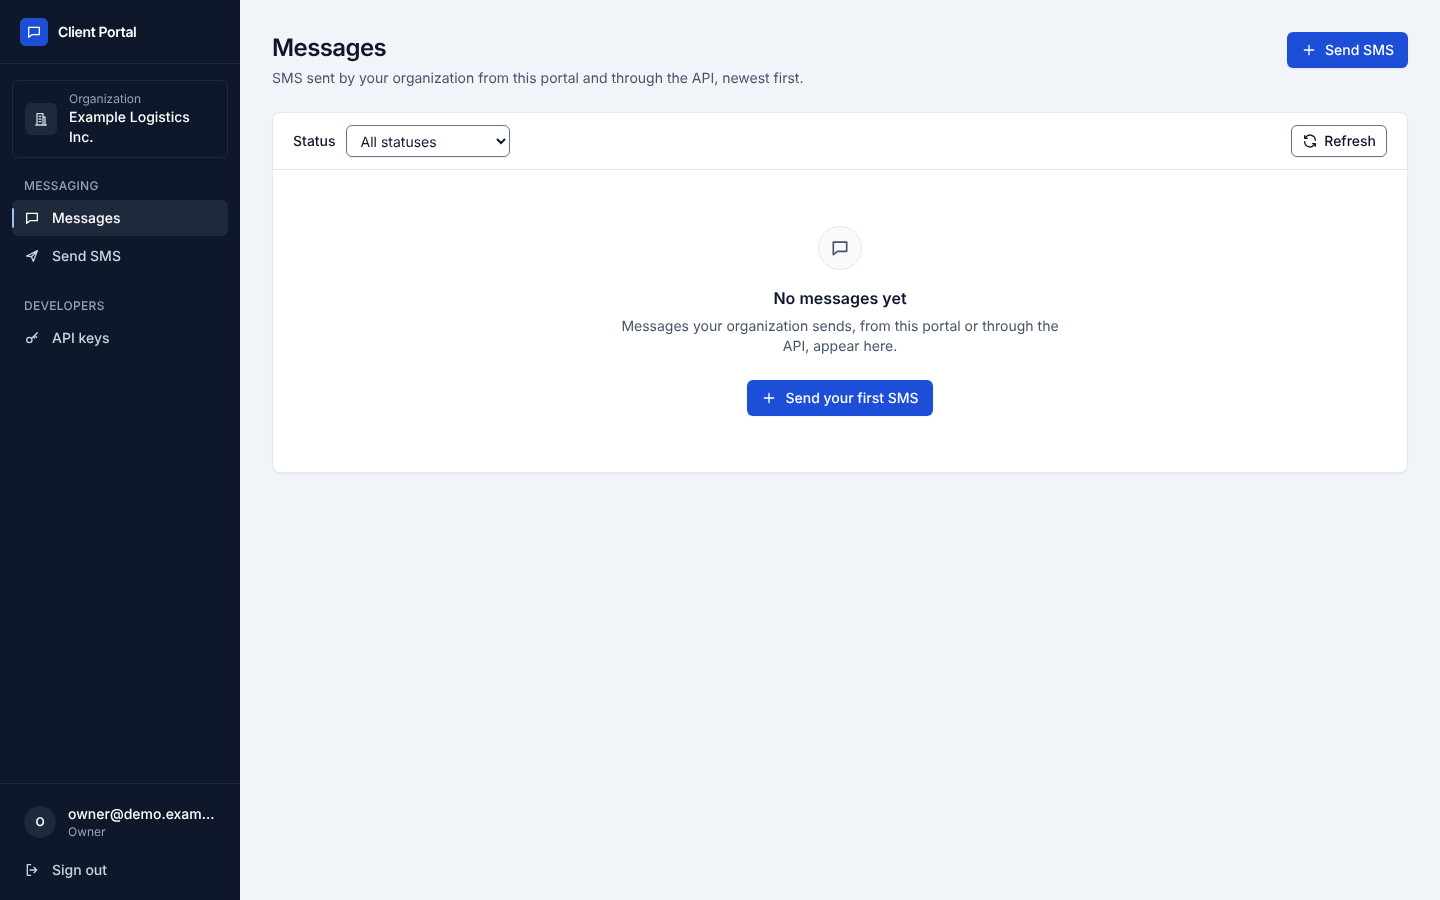 Client Portal
Organization
Example Logistics
Inc.
MESSAGING
Messages
Send SMS
DEVELOPERS
API keys
O
owner@demo.exam...
Owner
Sign out
Messages
SMS sent by your organization from this portal and through the API, newest first.
Send SMS
Status
All statuses
Refresh
No messages yet
Messages your organization sends, from this portal or through the
API, appear here.
Send your first SMS